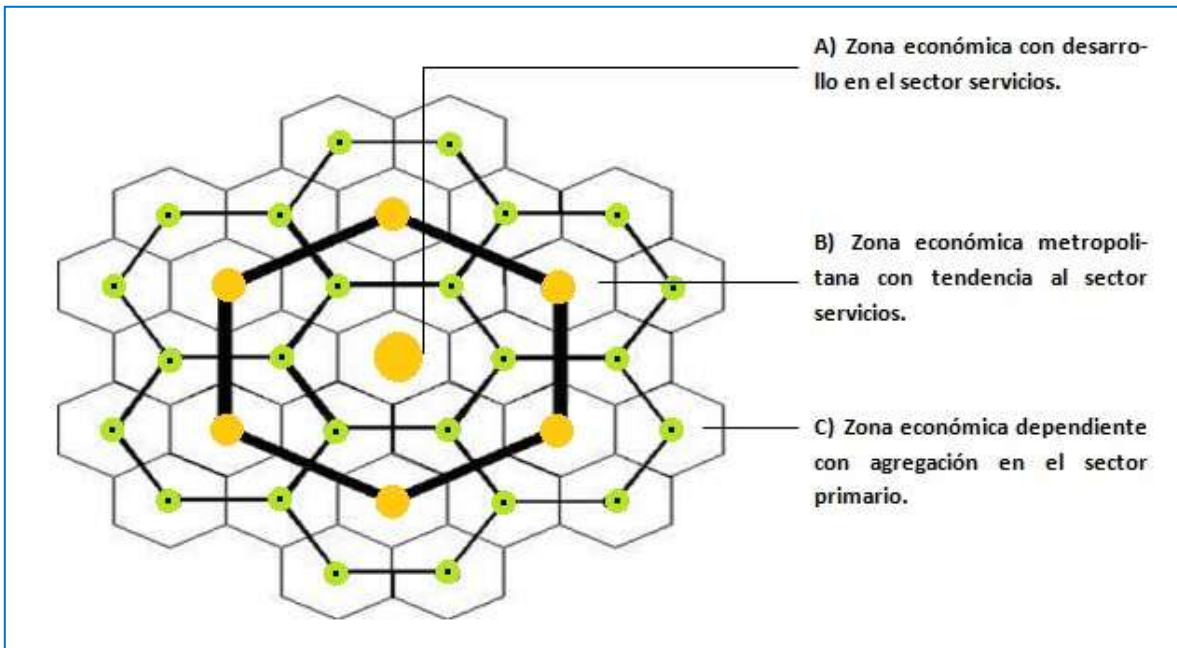 A) Zona económica con desarro-
llo en el sector servicios.
B) Zona económica metropoli-
tana con tendencia al sector
servicios.
C) Zona económica dependiente
con agregación en el sector
primario.